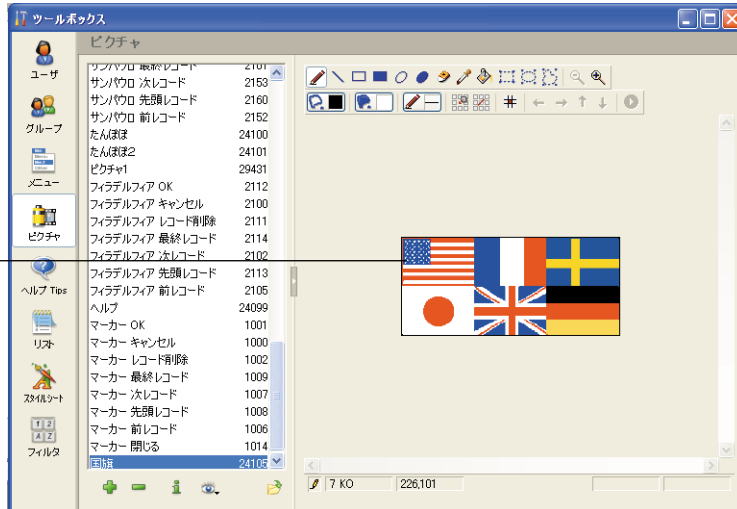 ツールボックス
ピクチャ
ユーザ
グループ
メニュー
ピクチャ
ヘルプ Tips
リスト
スタイルシート
フィルタ
サンパウロ 最終レコード 2161
サンパウロ 次レコード 2153
サンパウロ 先頭レコード 2160
サンパウロ 前レコード 2152
たんぽぽ 24100
たんぽぽ2 24101
ピクチャ1 29431
フィラデルフィア OK 2112
フィラデルフィア キャンセル 2100
フィラデルフィア レコード削除 2111
フィラデルフィア 最終レコード 2114
フィラデルフィア 次レコード 2102
フィラデルフィア 先頭レコード 2113
フィラデルフィア 前レコード 2105
ヘルプ 24099
マーカー OK 1001
マーカー キャンセル 1000
マーカー レコード削除 1002
マーカー 最終レコード 1009
マーカー 次レコード 1007
マーカー 先頭レコード 1008
マーカー 前レコード 1006
マーカー 閉じる 1014
国旗 24105
7 KO 226,101